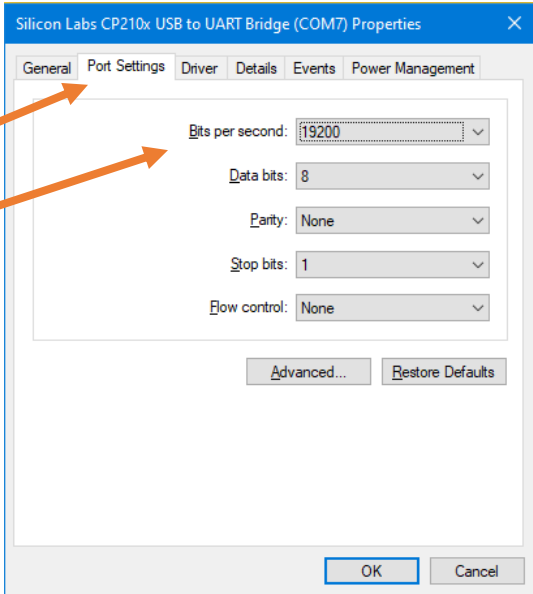 Silicon Labs CP210x USB to UART Bridge (COM7) Properties
General Port Settings Driver Details Events Power Management
Bits per second: 19200
Data bits: 8
Parity: None
Stop bits: 1
Flow control: None
Advanced... Restore Defaults
OK Cancel